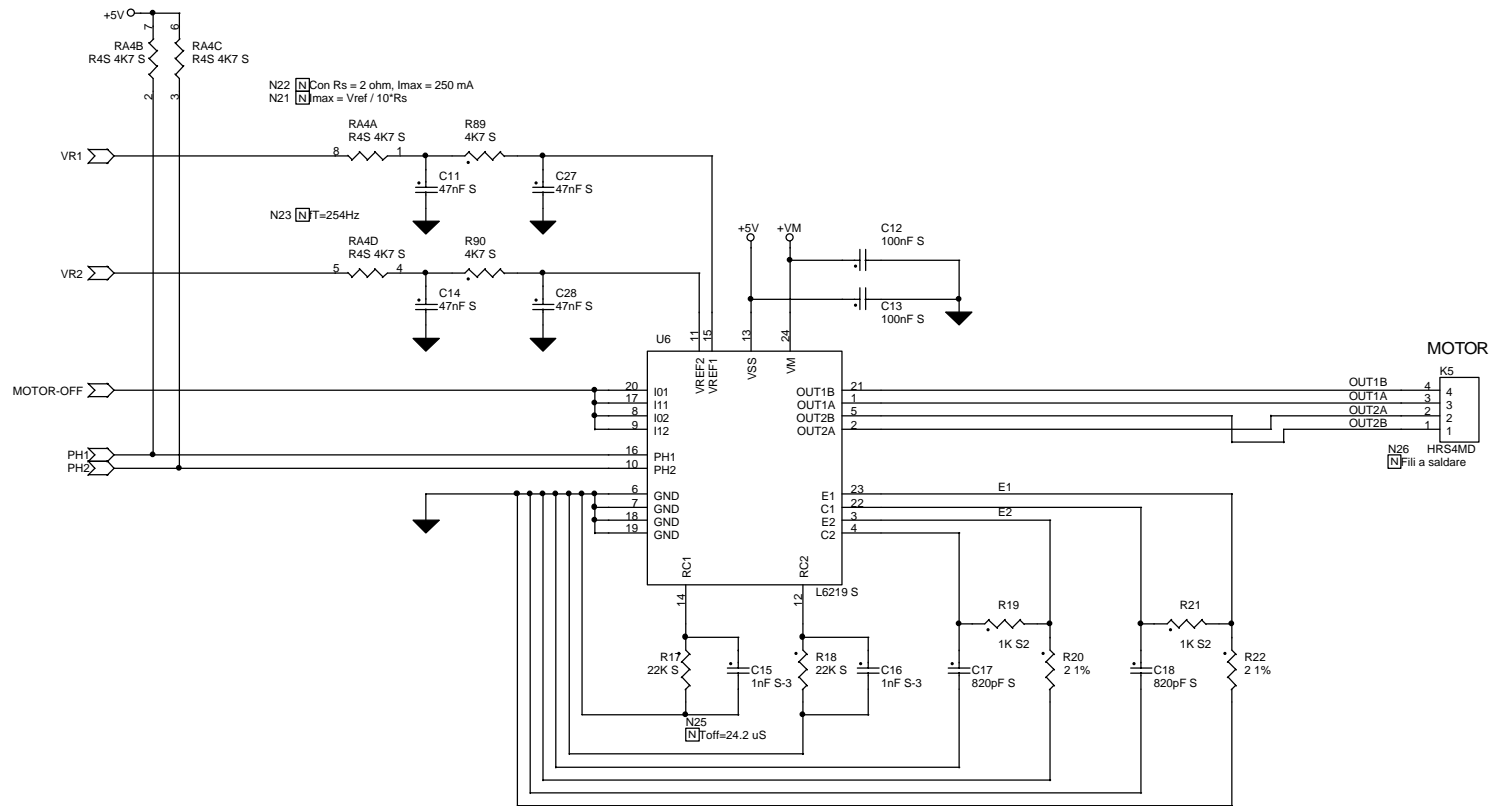 +5V
7
6
RA4B
R4S 4K7 S
RA4C
R4S 4K7 S
2
3
N22 N Con Rs = 2 ohm, Imax = 250 mA
N21 N Imax = Vref / 10*Rs
RA4A
R4S 4K7 S
R89
4K7 S
VR1
8
1
C11
47nF S
C27
47nF S
N23 N fT=254Hz
RA4D
R4S 4K7 S
R90
4K7 S
VR2
5
4
C14
47nF S
C28
47nF S
+5V
+VM
C12
100nF S
C13
100nF S
U6
11
15
13
24
VREF2
VREF1
VSS
VM
MOTOR
K5
MOTOR-OFF
20
I01
17
I11
8
I02
9
I12
OUT1B
21
OUT1A
1
OUT2B
5
OUT2A
2
OUT1B
4
4
OUT1A
3
3
OUT2A
2
2
OUT2B
1
1
HRS4MD
N26
N Fili a saldare
PH1
16
PH1
PH2
10
PH2
6
GND
7
GND
18
GND
19
GND
E1
23
E1
C1
22
E2
3
E2
C2
4
RC1
RC2
14
12
L6219 S
R17
22K S
C15
1nF S-3
R18
22K S
C16
1nF S-3
R19
1K S2
C17
820pF S
R20
2 1%
R21
1K S2
C18
820pF S
R22
2 1%
N25
N Toff=24.2 uS